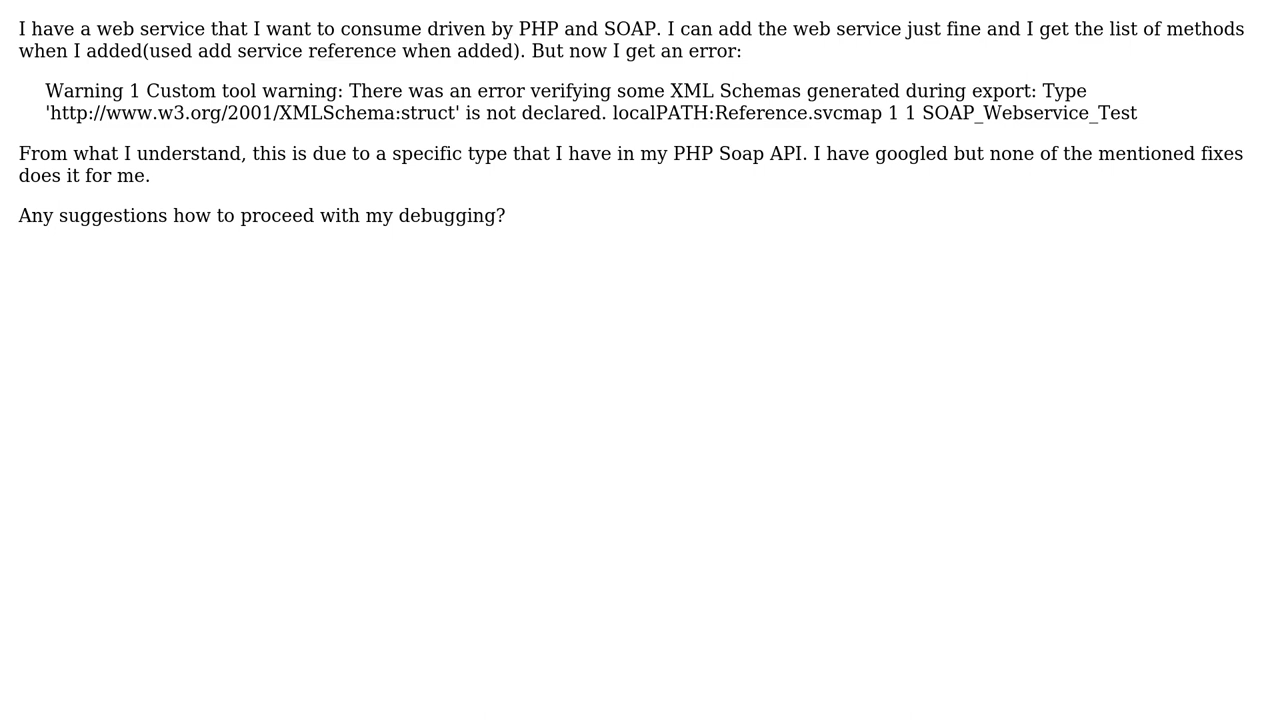 I have a web service that I want to consume driven by PHP and SOAP. I can add the web service just fine and I get the list of methods
when I added(used add service reference when added). But now I get an error:
Warning 1 Custom tool warning: There was an error verifying some XML Schemas generated during export: Type
'http://www.w3.org/2001/XMLSchema:struct' is not declared. localPATH:Reference.svcmap 1 1 SOAP_Webservice_Test
From what I understand, this is due to a specific type that I have in my PHP Soap API. I have googled but none of the mentioned fixes
does it for me.
Any suggestions how to proceed with my debugging?